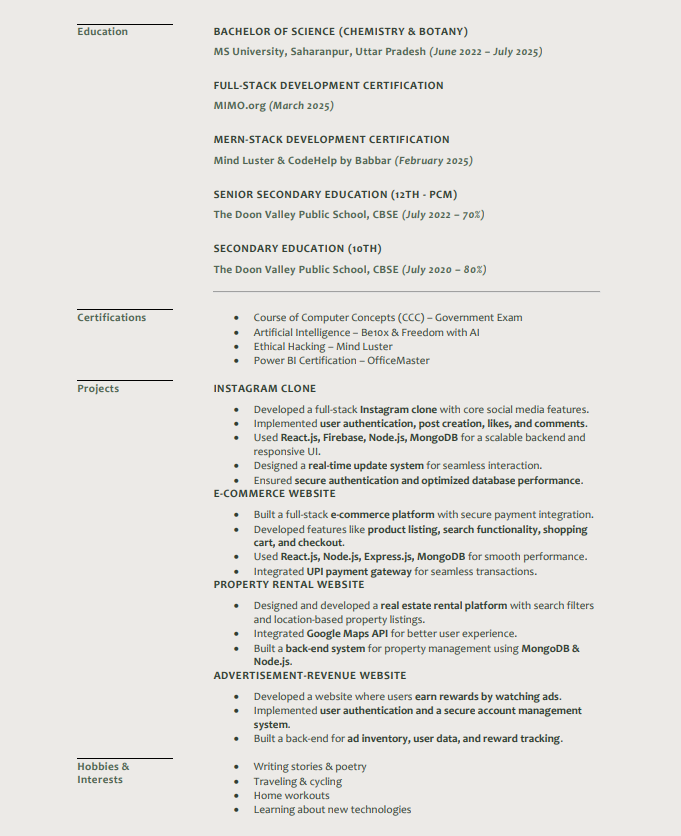 Education
BACHELOR OF SCIENCE (CHEMISTRY & BOTANY)
MS University, Saharanpur, Uttar Pradesh (June 2022 – July 2025)
FULL-STACK DEVELOPMENT CERTIFICATION
MIMO.org (March 2025)
MERN-STACK DEVELOPMENT CERTIFICATION
Mind Luster & CodeHelp by Babbar (February 2025)
SENIOR SECONDARY EDUCATION (12TH - PCM)
The Doon Valley Public School, CBSE (July 2022 – 70%)
SECONDARY EDUCATION (10TH)
The Doon Valley Public School, CBSE (July 2020 – 80%)
Certifications
• Course of Computer Concepts (CCC) – Government Exam
• Artificial Intelligence – Be10x & Freedom with AI
• Ethical Hacking – Mind Luster
• Power BI Certification – OfficeMaster
Projects
INSTAGRAM CLONE
• Developed a full-stack Instagram clone with core social media features.
• Implemented user authentication, post creation, likes, and comments.
• Used React.js, Firebase, Node.js, MongoDB for a scalable backend and
responsive UI.
• Designed a real-time update system for seamless interaction.
• Ensured secure authentication and optimized database performance.
E-COMMERCE WEBSITE
• Built a full-stack e-commerce platform with secure payment integration.
• Developed features like product listing, search functionality, shopping
cart, and checkout.
• Used React.js, Node.js, Express.js, MongoDB for smooth performance.
• Integrated UPI payment gateway for seamless transactions.
PROPERTY RENTAL WEBSITE
• Designed and developed a real estate rental platform with search filters
and location-based property listings.
• Integrated Google Maps API for better user experience.
• Built a back-end system for property management using MongoDB &
Node.js.
ADVERTISEMENT-REVENUE WEBSITE
• Developed a website where users earn rewards by watching ads.
• Implemented user authentication and a secure account management
system.
• Built a back-end for ad inventory, user data, and reward tracking.
Hobbies &
Interests
• Writing stories & poetry
• Traveling & cycling
• Home workouts
• Learning about new technologies